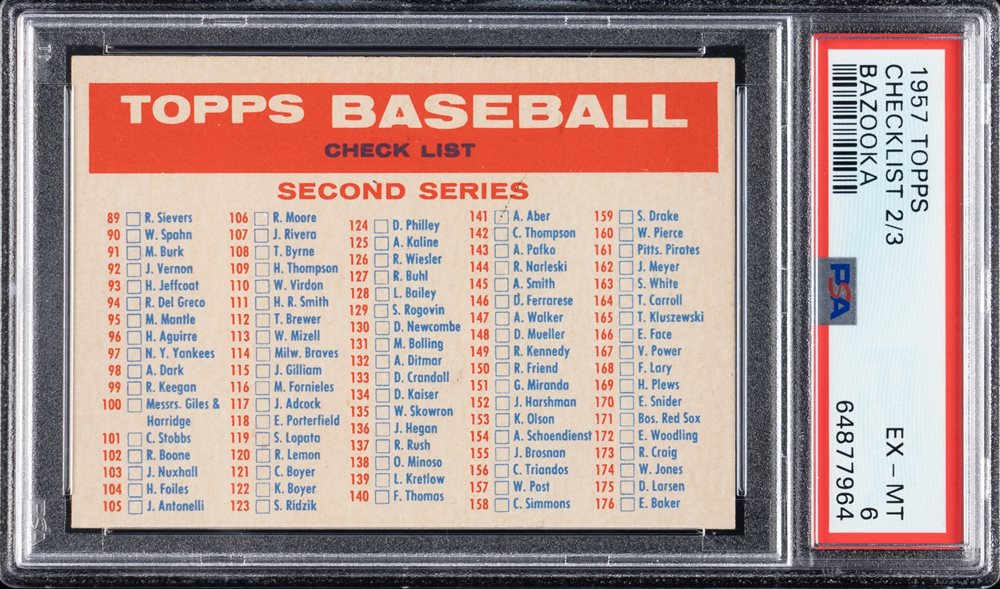 TOPPS BASEBALL
CHECK LIST
SECOND SERIES
89 R. Sievers
90 W. Spahn
91 M. Burk
92 J. Vernon
93 H. Jeffcoat
94 R. Del Greco
95 M. Mantle
96 H. Aguirre
97 N. Y. Yankees
98 A. Dark
99 R. Keegan
100 Messrs. Giles &
Harridge
101 C. Stobbs
102 R. Boone
103 J. Nuxhall
104 H. Foiles
105 J. Antonelli
106 R. Moore
107 J. Rivera
108 T. Byrne
109 H. Thompson
110 W. Virdon
111 H. R. Smith
112 T. Brewer
113 W. Mizell
114 Milw. Braves
115 J. Gilliam
116 M. Fornieles
117 J. Adcock
118 E. Porterfield
119 S. Lopata
120 R. Lemon
121 C. Boyer
122 K. Boyer
123 S. Ridzik
124 D. Philley
125 A. Kaline
126 R. Wiesler
127 R. Buhl
128 L. Bailey
129 S. Rogovin
130 D. Newcombe
131 M. Bolling
132 A. Ditmar
133 D. Crandall
134 D. Kaiser
135 W. Skowron
136 J. Hegan
137 R. Rush
138 O. Minoso
139 L. Kretlow
140 F. Thomas
141 A. Aber
142 C. Thompson
143 A. Pafko
144 R. Narleski
145 A. Smith
146 D. Ferrarese
147 A. Walker
148 D. Mueller
149 R. Kennedy
150 R. Friend
151 G. Miranda
152 J. Harshman
153 K. Olson
154 A. Schoendienst
155 J. Brosnan
156 C. Triandos
157 W. Post
158 C. Simmons
159 S. Drake
160 W. Pierce
161 Pitts. Pirates
162 J. Meyer
163 S. White
164 T. Carroll
165 T. Kluszewski
166 E. Face
167 V. Power
168 F. Lary
169 H. Plews
170 E. Snider
171 Bos. Red Sox
172 E. Woodling
173 R. Craig
174 W. Jones
175 D. Larsen
176 E. Baker
1957 TOPPS
CHECKLIST 2/3
BAZOOKA
PSA
EX – MT
6
64877964